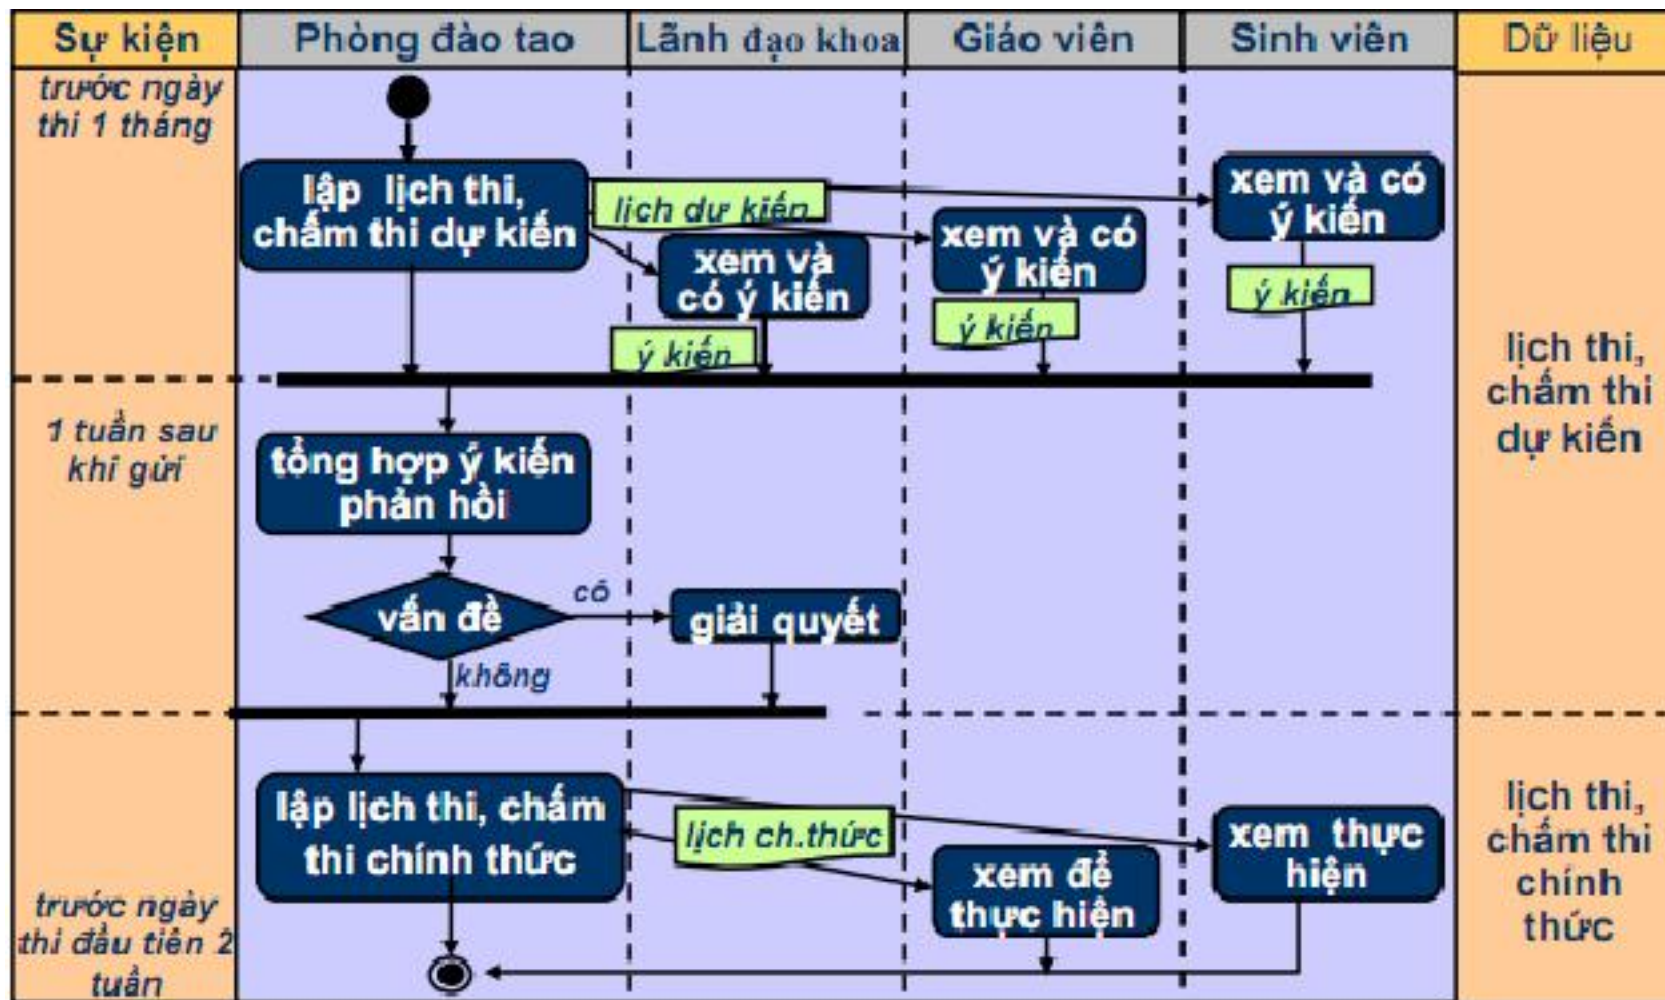 Sự kiện
Phòng đào tao
Lãnh đạo khoa
Giáo viên
Sinh viên
Dữ liệu
trước ngày
thi 1 tháng
lập lịch thi,
chấm thi dự kiến
lịch dự kiến
xem và
có ý kiến
ý kiến
xem và có
ý kiến
ý kiến
xem và có
ý kiến
ý kiến
lịch thi,
chấm thi
dự kiến
1 tuần sau
khi gửi
tổng hợp ý kiến
phản hồi
vấn đề
có
giải quyết
không
lập lịch thi, chấm
thi chính thức
lịch ch.thức
xem để
thực hiện
xem thực
hiện
lịch thi,
chấm thi
chính
thức
trước ngày
thi đầu tiên 2
tuần